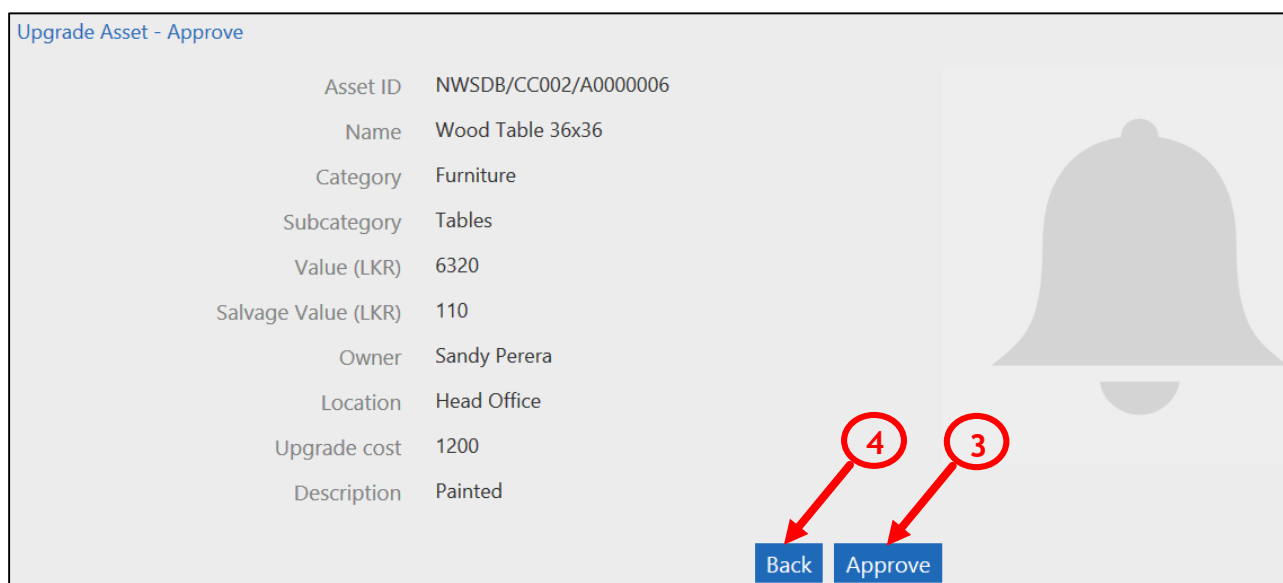 Upgrade Asset - Approve
Asset ID NWSDB/CC002/A0000006
Name Wood Table 36x36
Category Furniture
Subcategory Tables
Value (LKR) 6320
Salvage Value (LKR) 110
Owner Sandy Perera
Location Head Office
Upgrade cost 1200
4 3
Description Painted
Back Approve